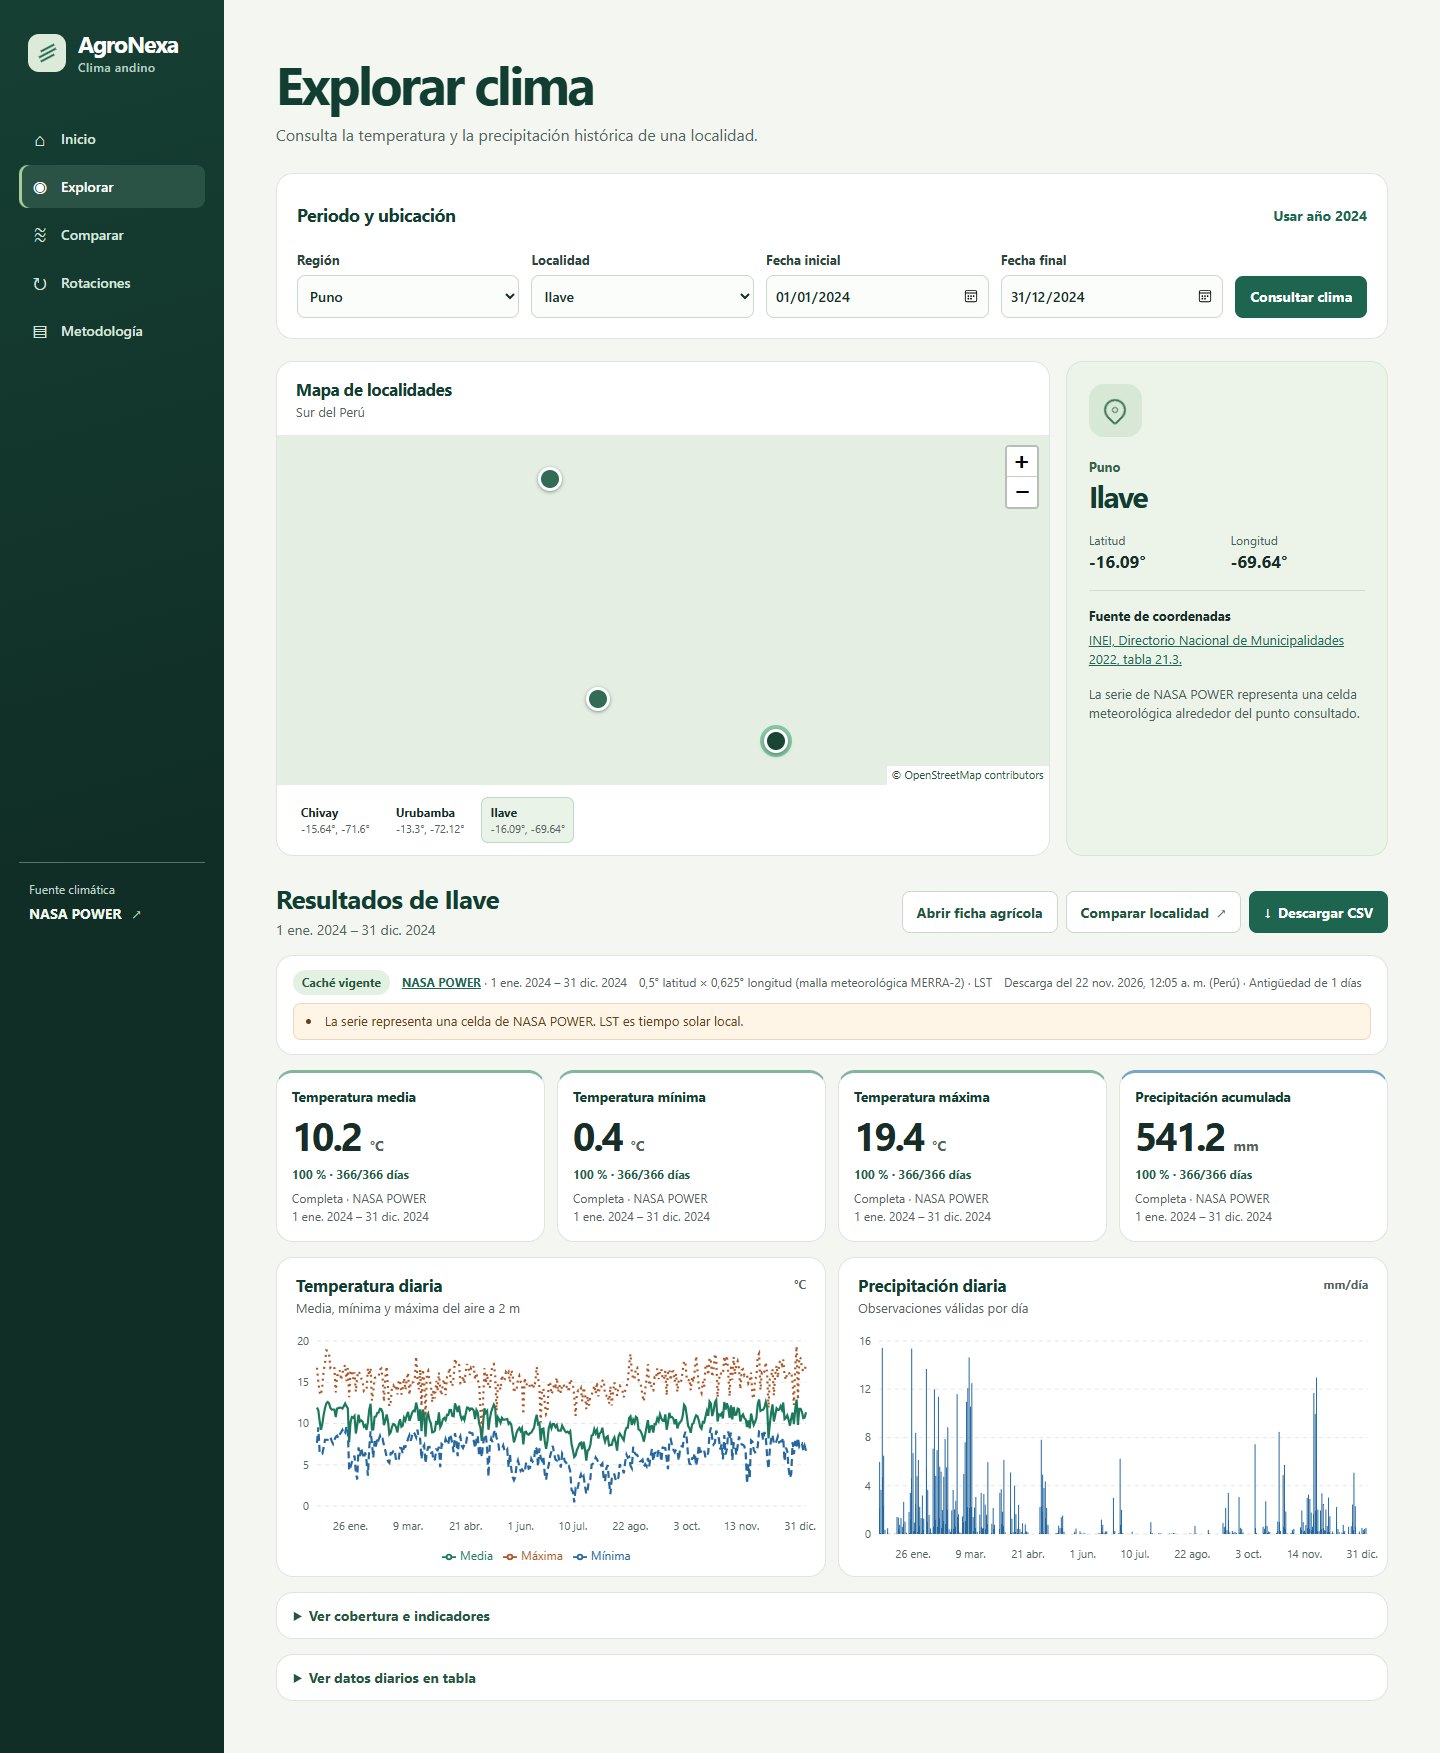 AgroNexa
Clima andino
Inicio
Explorar
Comparar
Rotaciones
Metodología
Fuente climática
NASA POWER ↗
Explorar clima
Consulta la temperatura y la precipitación histórica de una localidad.
Periodo y ubicación
Usar año 2024
Región
Localidad
Fecha inicial
Fecha final
Puno
Ilave
01/01/2024
31/12/2024
Consultar clima
Mapa de localidades
Sur del Perú
+
−
© OpenStreetMap contributors
Chivay
-15.64°, -71.6°
Urubamba
-13.3°, -72.12°
Ilave
-16.09°, -69.64°
Puno
Ilave
Latitud
-16.09°
Longitud
-69.64°
Fuente de coordenadas
INEI, Directorio Nacional de Municipalidades
2022, tabla 21.3.
La serie de NASA POWER representa una celda
meteorológica alrededor del punto consultado.
Resultados de Ilave
1 ene. 2024 – 31 dic. 2024
Abrir ficha agrícola
Comparar localidad ↗
↓ Descargar CSV
Caché vigente NASA POWER · 1 ene. 2024 – 31 dic. 2024 0,5° latitud × 0,625° longitud (malla meteorológica MERRA-2) · LST Descarga del 22 nov. 2026, 12:05 a. m. (Perú) · Antigüedad de 1 días
• La serie representa una celda de NASA POWER. LST es tiempo solar local.
Temperatura media
10.2 °C
100 % · 366/366 días
Completa · NASA POWER
1 ene. 2024 – 31 dic. 2024
Temperatura mínima
0.4 °C
100 % · 366/366 días
Completa · NASA POWER
1 ene. 2024 – 31 dic. 2024
Temperatura máxima
19.4 °C
100 % · 366/366 días
Completa · NASA POWER
1 ene. 2024 – 31 dic. 2024
Precipitación acumulada
541.2 mm
100 % · 366/366 días
Completa · NASA POWER
1 ene. 2024 – 31 dic. 2024
Temperatura diaria
°C
Media, mínima y máxima del aire a 2 m
20
15
10
5
0
26 ene. 9 mar. 21 abr. 1 jun. 10 jul. 22 ago. 3 oct. 13 nov. 31 dic.
Media Máxima Mínima
Precipitación diaria
mm/día
Observaciones válidas por día
16
12
8
4
0
26 ene. 9 mar. 21 abr. 1 jun. 10 jul. 22 ago. 3 oct. 14 nov. 31 dic.
▶ Ver cobertura e indicadores
▶ Ver datos diarios en tabla